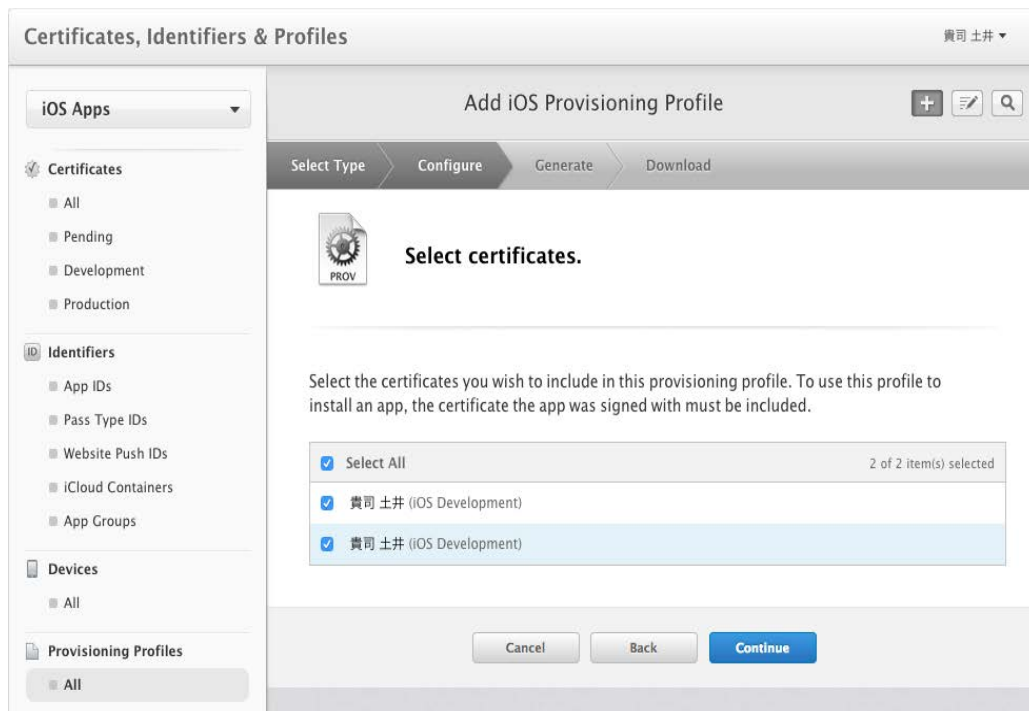 Certificates, Identifiers & Profiles
貴司 土井
iOS Apps
Add iOS Provisioning Profile
Select Type
Configure
Generate
Download
Certificates
All
Pending
Development
Production
Identifiers
App IDs
Pass Type IDs
Website Push IDs
iCloud Containers
App Groups
Devices
All
Provisioning Profiles
All
PROV
Select certificates.
Select the certificates you wish to include in this provisioning profile. To use this profile to
install an app, the certificate the app was signed with must be included.
Select All
2 of 2 item(s) selected
貴司 土井 (iOS Development)
貴司 土井 (iOS Development)
Cancel
Back
Continue
ID